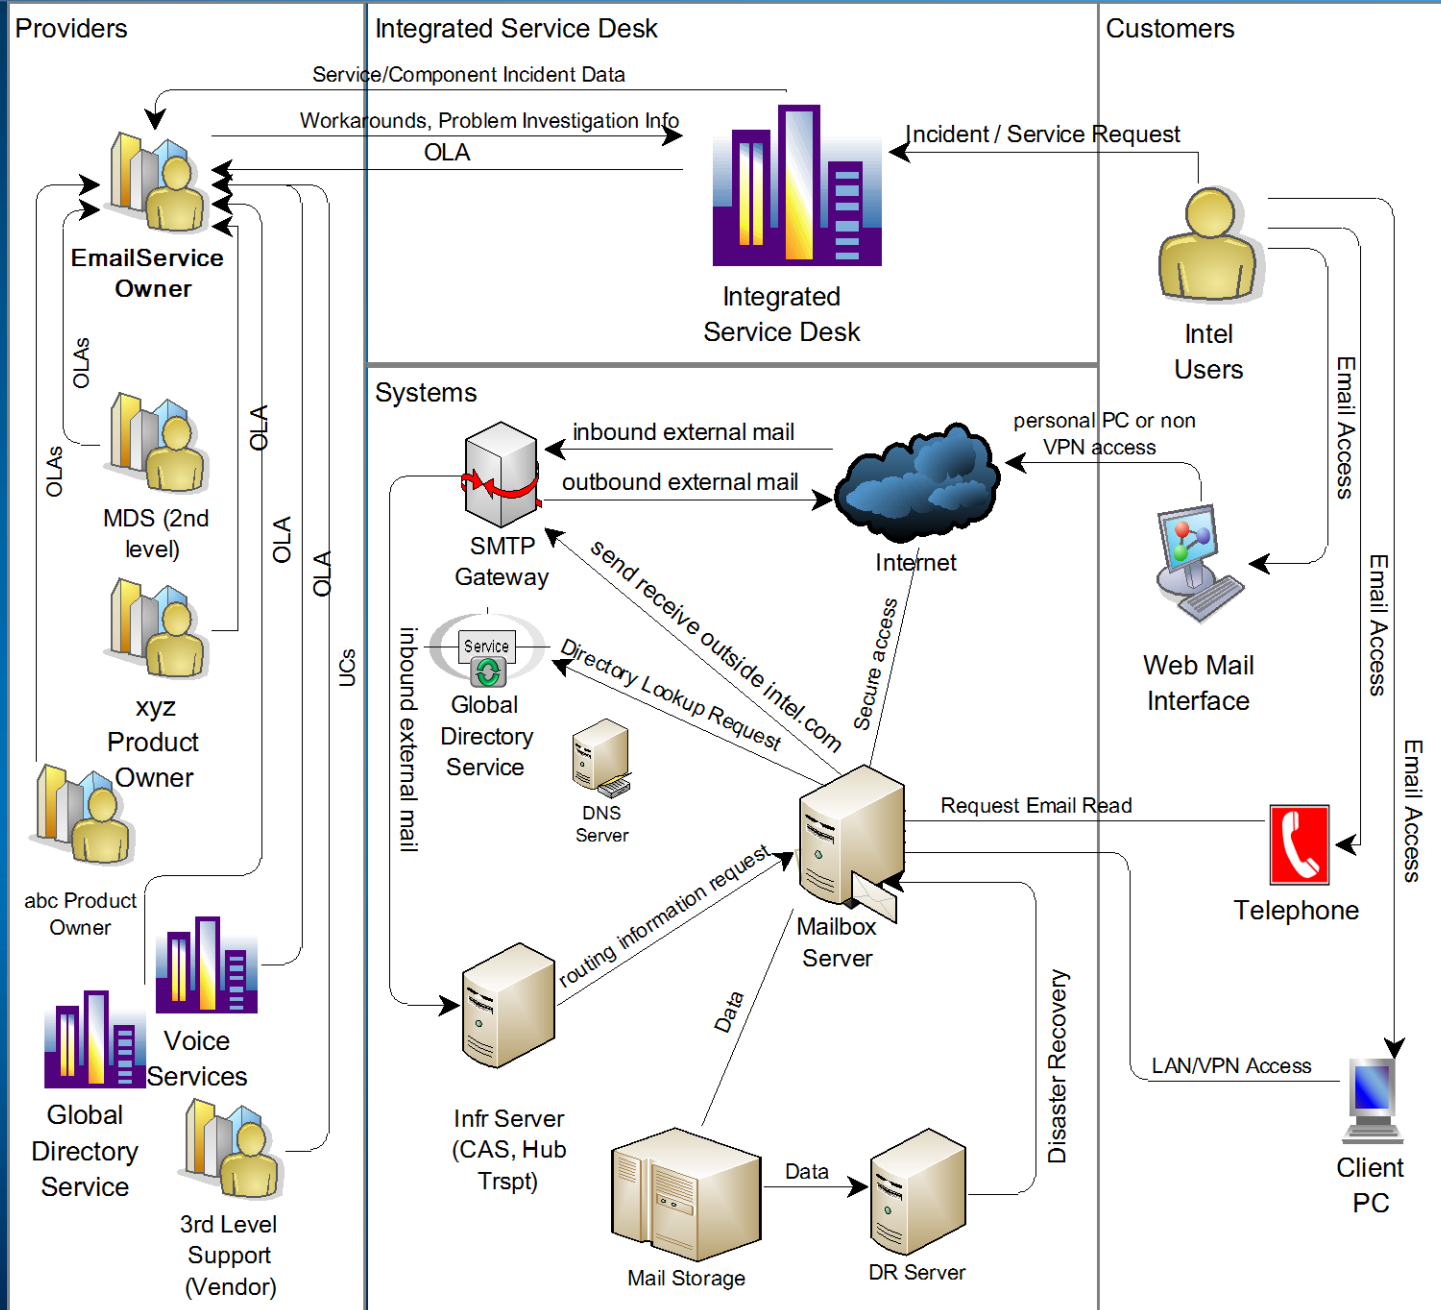 Providers
Integrated Service Desk
Customers
Service/Component Incident Data
Workarounds, Problem Investigation Info
OLA
Incident / Service Request
EmailService
Owner
Integrated
Service Desk
Intel
Users
OLAs
OLAs
OLA
OLA
OLA
UCs
MDS (2nd
level)
xyz
Product
Owner
abc Product
Owner
Voice
Services
Global
Directory
Service
3rd Level
Support
(Vendor)
Systems
inbound external mail
outbound external mail
personal PC or non
VPN access
SMTP
Gateway
Internet
send receive outside intel.com
Secure access
Service
Directory Lookup Request
Global
Directory
Service
DNS
Server
inbound external mail
Request Email Read
routing information request
Mailbox
Server
Data
Disaster Recovery
LAN/VPN Access
Infr Server
(CAS, Hub
Trspt)
Data
Mail Storage
DR Server
Email Access
Email Access
Email Access
Web Mail
Interface
Telephone
Client
PC